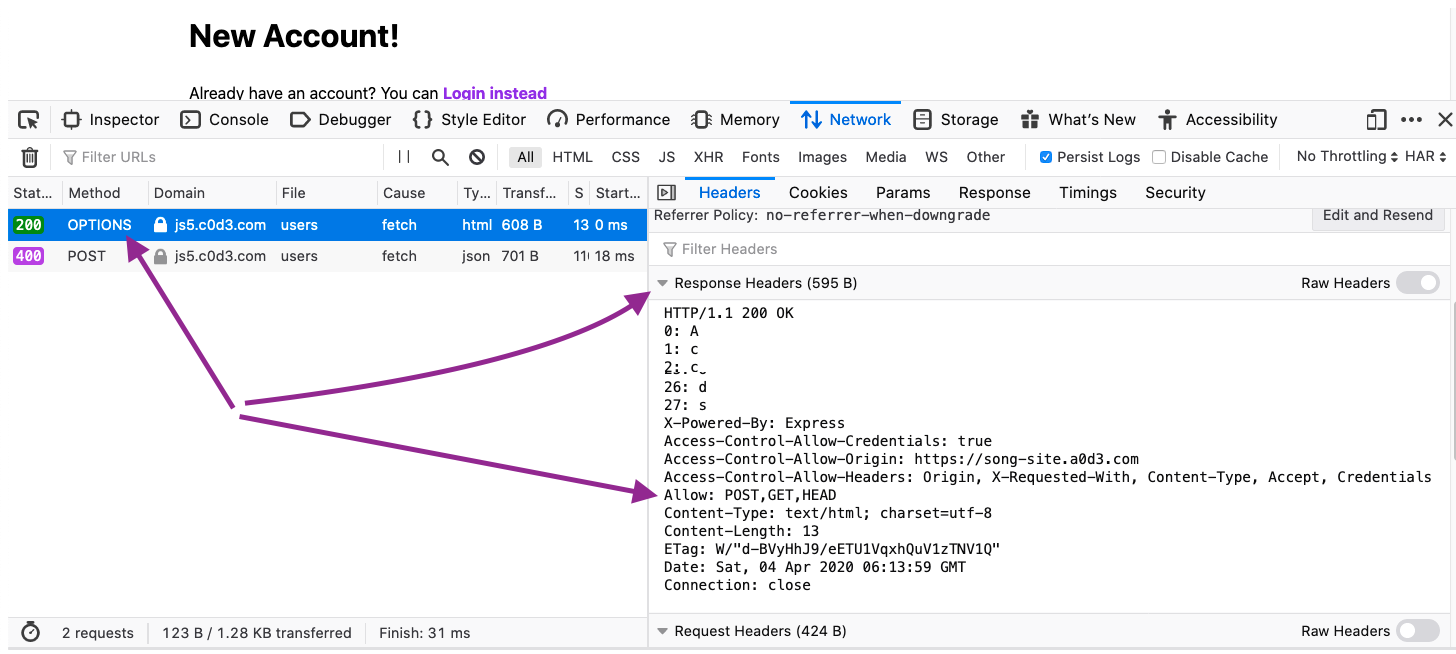 New Account!
Already have an account? You can Login instead
Inspector Console Debugger Style Editor Performance Memory Network Storage What's New Accessibility
Filter URLs All HTML CSS JS XHR Fonts Images Media WS Other Persist Logs Disable Cache No Throttling HAR
Stat... Method Domain File Cause Ty... Transf... S Start... Headers Cookies Params Response Timings Security
200 OPTIONS js5.c0d3.com users fetch html 608 B 13 0 ms
400 POST js5.c0d3.com users fetch json 701 B 11 18 ms
Referrer Policy: no-referrer-when-downgrade Edit and Resend
Filter Headers
Response Headers (595 B) Raw Headers
HTTP/1.1 200 OK
0: A
1: c
2: c
26: d
27: s
X-Powered-By: Express
Access-Control-Allow-Credentials: true
Access-Control-Allow-Origin: https://song-site.a0d3.com
Access-Control-Allow-Headers: Origin, X-Requested-With, Content-Type, Accept, Credentials
Allow: POST,GET,HEAD
Content-Type: text/html; charset=utf-8
Content-Length: 13
ETag: W/"d-BVyHhJ9/eETU1VqxhQuV1zTNV1Q"
Date: Sat, 04 Apr 2020 06:13:59 GMT
Connection: close
2 requests 123 B / 1.28 KB transferred Finish: 31 ms
Request Headers (424 B) Raw Headers